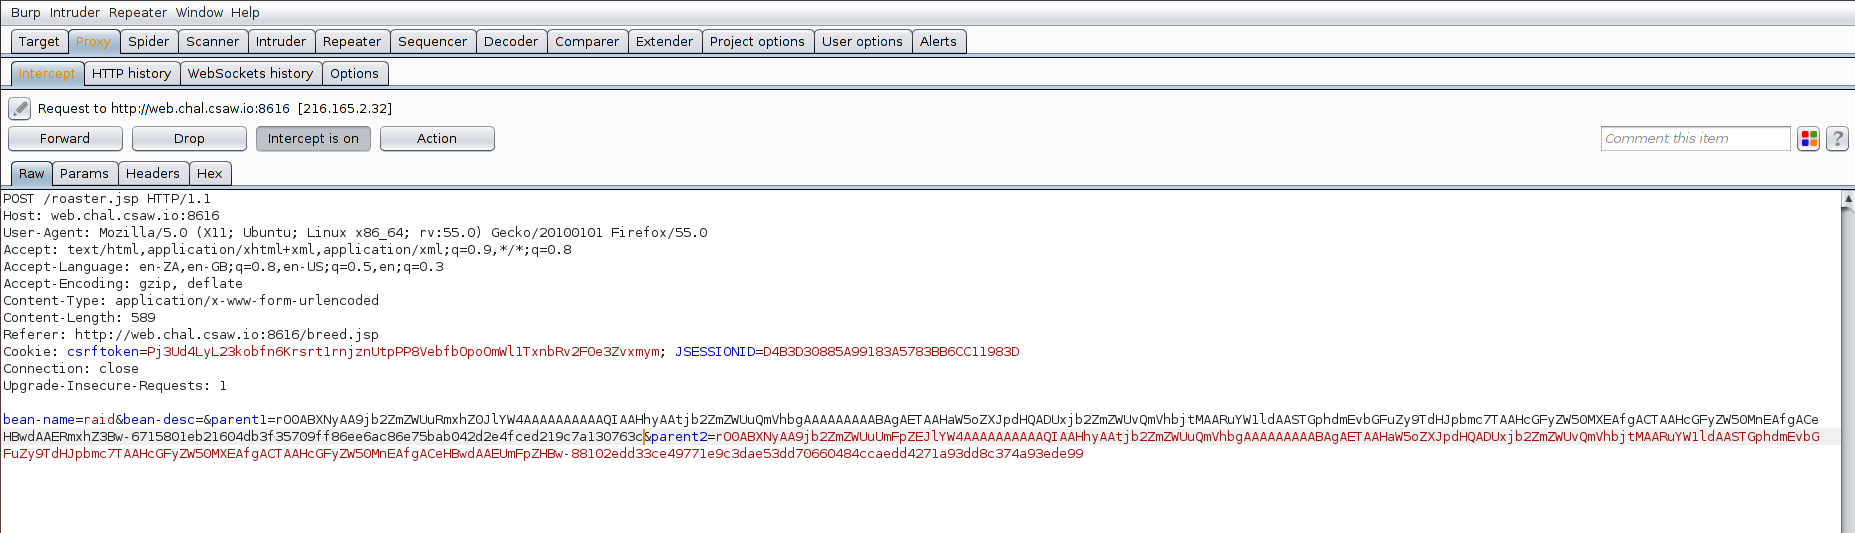 Burp Intruder Repeater Window Help
Target Proxy Spider Scanner Intruder Repeater Sequencer Decoder Comparer Extender Project options User options Alerts
Intercept HTTP history WebSockets history Options
Request to http://web.chal.csaw.io:8616 [216.165.2.32]
Forward Drop Intercept is on Action Comment this item ?
Raw Params Headers Hex
POST /roaster.jsp HTTP/1.1
Host: web.chal.csaw.io:8616
User-Agent: Mozilla/5.0 (X11; Ubuntu; Linux x86_64; rv:55.0) Gecko/20100101 Firefox/55.0
Accept: text/html,application/xhtml+xml,application/xml;q=0.9,*/*;q=0.8
Accept-Language: en-ZA,en-GB;q=0.8,en-US;q=0.5,en;q=0.3
Accept-Encoding: gzip, deflate
Content-Type: application/x-www-form-urlencoded
Content-Length: 589
Referer: http://web.chal.csaw.io:8616/breed.jsp
Cookie: csrftoken=Pj3Ud4LyL23kobfn6Krsrt1rnjznUtpPP8VebfbOpoOmWl1TxnbRv2FOe3Zvxmym; JSESSIONID=D4B3D30885A99183A5783BB6CC11983D
Connection: close
Upgrade-Insecure-Requests: 1
bean-name=raid&bean-desc=&parent1=rO0ABXNyAA9jb2ZmZWUuRmxhZ0JlYW4AAAAAAAAAAQIAAHhyAAtjb2ZmZWUuQmVhbgAAAAAAAAABAgAETAAHaW5oZXJpdHQADUxjb2ZmZWUvQmVhbjtMAARuYW1ldAASTGphdmEvbGFuZy9TdHJpbmc7TAAHcGFyZW50MXEAfgACTAAHcGFyZW50MnEAfgACe
HBwdAAERmxhZ3Bw-6715801eb21604db3f35709ff86ee6ac86e75bab042d2e4fced219c7a130763c&parent2=rO0ABXNyAA9jb2ZmZWUuUmFpZEJlYW4AAAAAAAAAAQIAAHhyAAtjb2ZmZWUuQmVhbgAAAAAAAAABAgAETAAHaW5oZXJpdHQADUxjb2ZmZWUvQmVhbjtMAARuYW1ldAASTGphdmEvbG
FuZy9TdHJpbmc7TAAHcGFyZW50MXEAfgACTAAHcGFyZW50MnEAfgACeHBwdAAEUmFpZHBw-88102edd33ce49771e9c3dae53dd70660484ccaedd4271a93dd8c374a93ede99